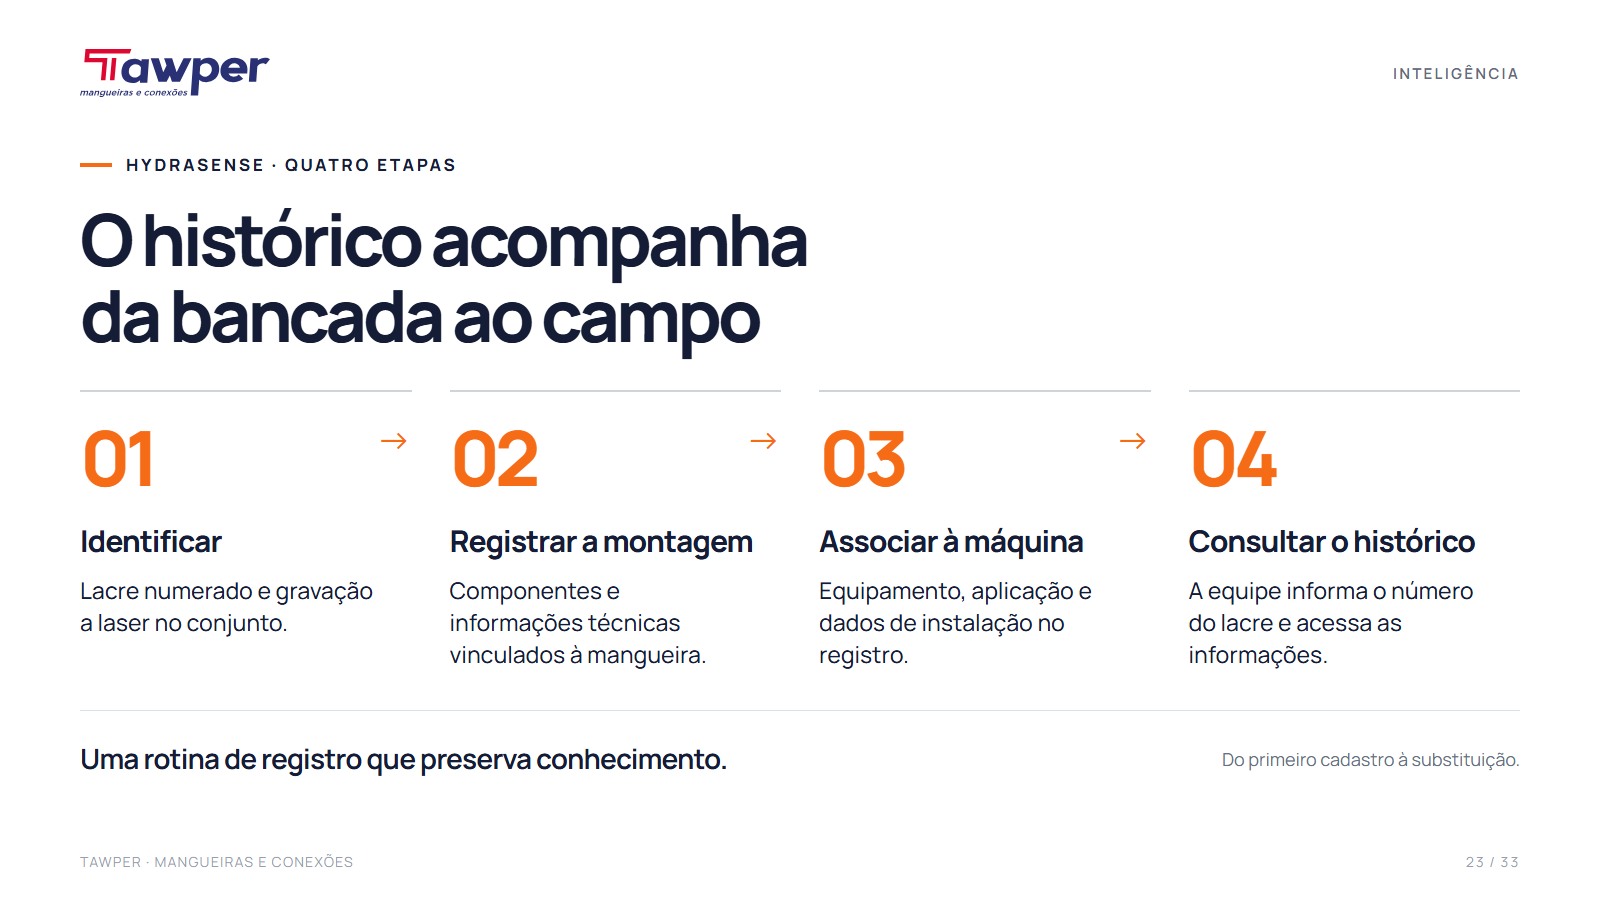 Tawper
mangueiras e conexões
INTELIGÊNCIA
HYDRASENSE · QUATRO ETAPAS
O histórico acompanha
da bancada ao campo
01 →
Identificar
Lacre numerado e gravação
a laser no conjunto.
02 →
Registrar a montagem
Componentes e
informações técnicas
vinculados à mangueira.
03 →
Associar à máquina
Equipamento, aplicação e
dados de instalação no
registro.
04
Consultar o histórico
A equipe informa o número
do lacre e acessa as
informações.
Uma rotina de registro que preserva conhecimento.
Do primeiro cadastro à substituição.
TAWPER · MANGUEIRAS E CONEXÕES
23 / 33